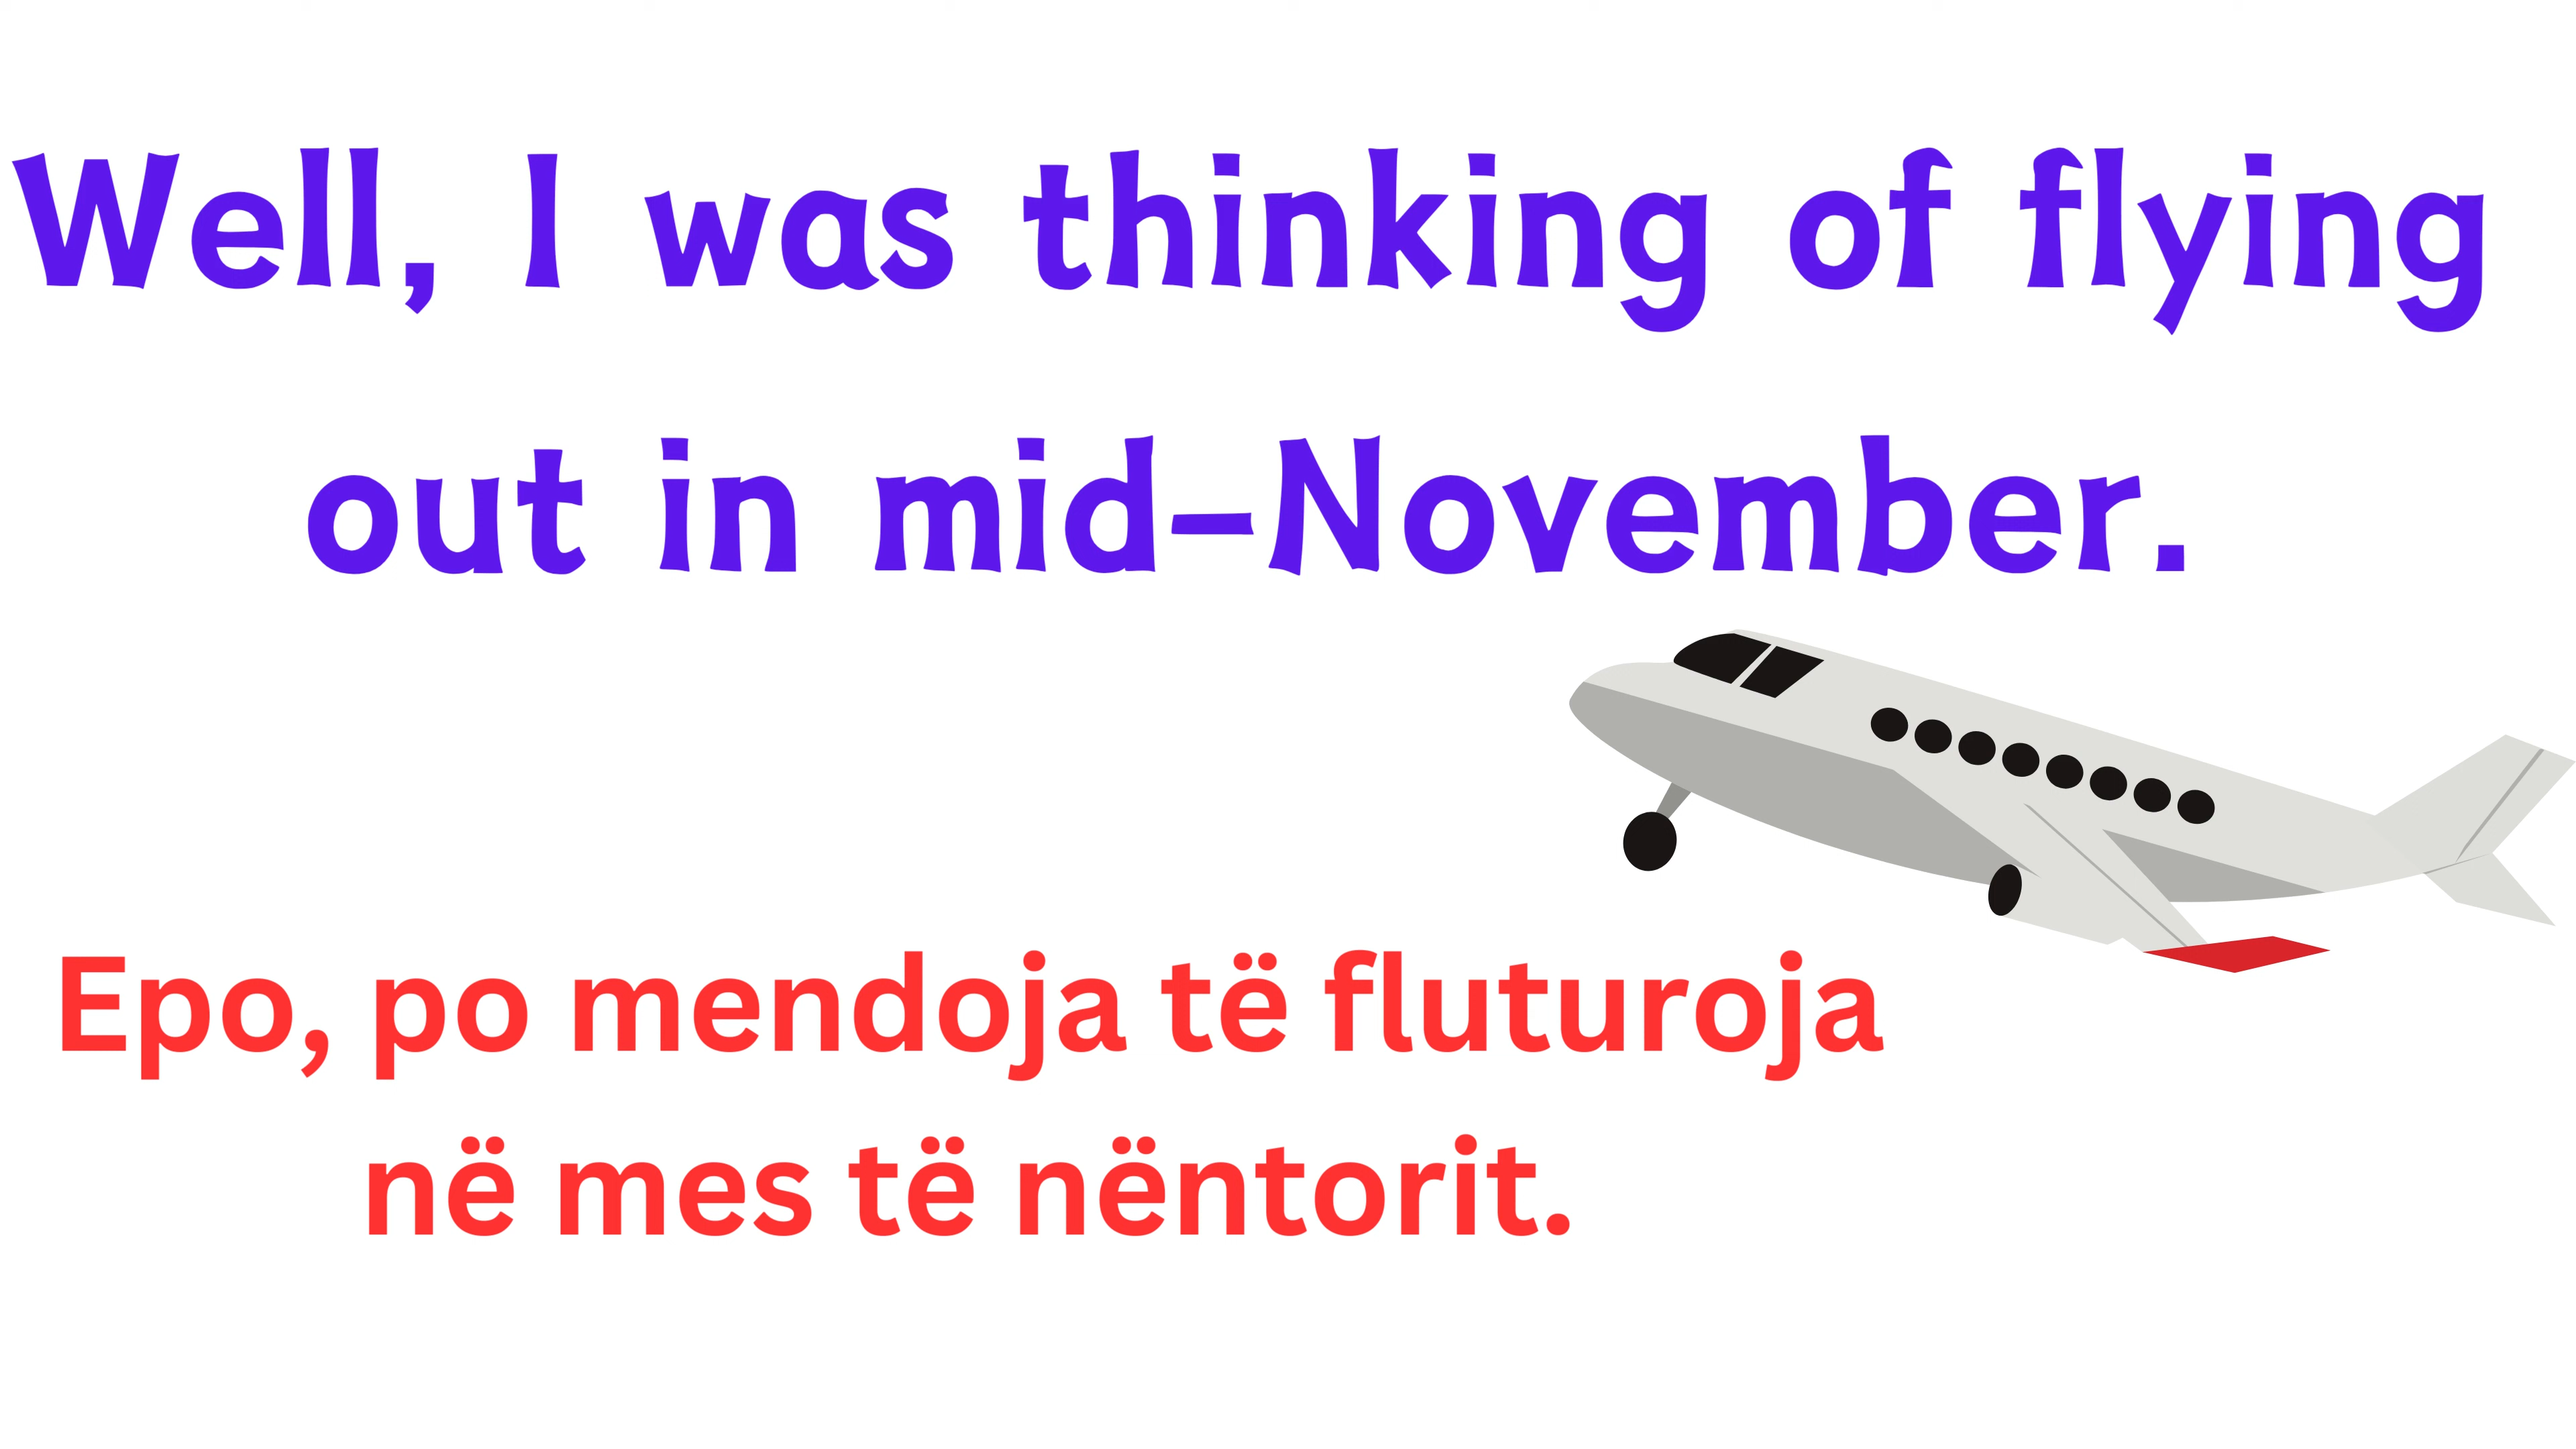 Well, I was thinking of flying
out in mid-November.
Epo, po mendoja të fluturoja
në mes të nëntorit.